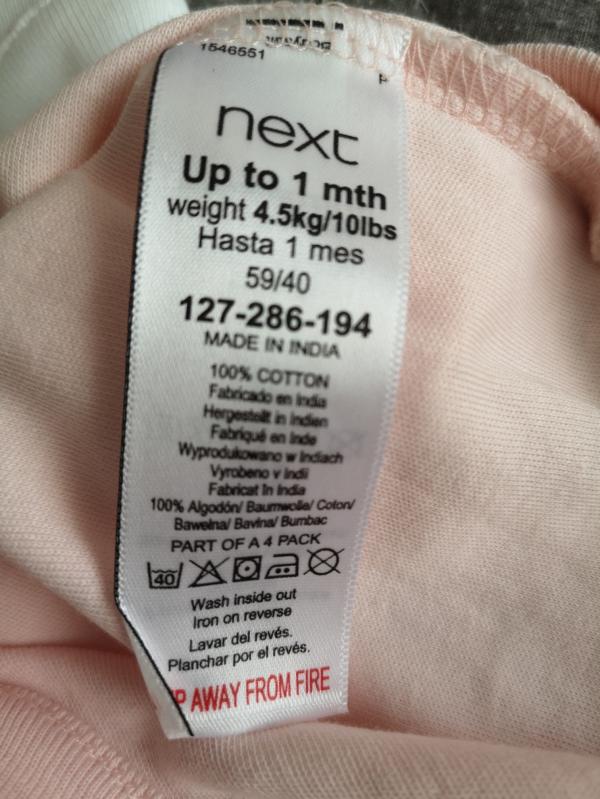 1546551
P
next
Up to 1 mth
weight 4.5kg/10lbs
Hasta 1 mes
59/40
127-286-194
MADE IN INDIA
100% COTTON
Fabricado en India
Hergestellt in Indien
Fabriqué en Inde
Wyprodukowano w Indiach
Vyrobeno v Indii
Fabricat în India
100% Algodón/ Baumwolle/ Coton/
Bawełna/ Bavlna/ Bumbac
PART OF A 4 PACK
40
Wash inside out
Iron on reverse
Lavar del revés.
Planchar por el revés.
P AWAY FROM FIRE